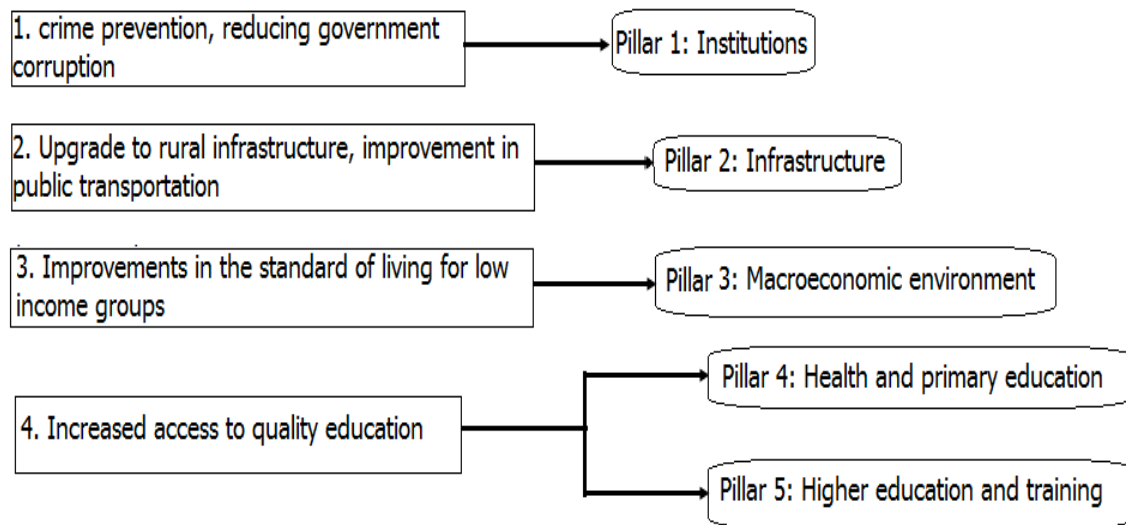 1. crime prevention, reducing government
corruption
Pillar 1: Institutions
2. Upgrade to rural infrastructure, improvement in
public transportation
Pillar 2: Infrastructure
3. Improvements in the standard of living for low
income groups
Pillar 3: Macroeconomic environment
4. Increased access to quality education
Pillar 4: Health and primary education
Pillar 5: Higher education and training